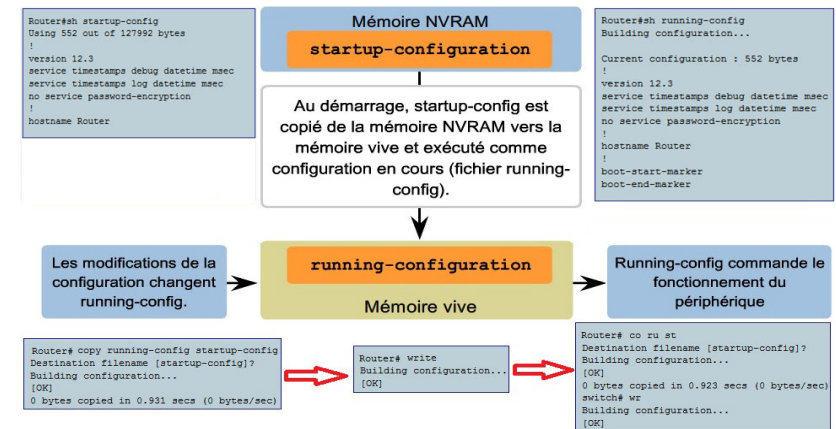 Router#sh startup-config
Using 552 out of 127992 bytes
!
version 12.3
service timestamps debug datetime msec
service timestamps log datetime msec
no service password-encryption
!
hostname Router
Mémoire NVRAM
startup-configuration
Au démarrage, startup-config est
copié de la mémoire NVRAM vers la
mémoire vive et exécuté comme
configuration en cours (fichier running-
config).
Router#sh running-config
Building configuration...
Current configuration : 552 bytes
!
version 12.3
service timestamps debug datetime msec
service timestamps log datetime msec
no service password-encryption
!
hostname Router
!
boot-start-marker
boot-end-marker
Les modifications de la
configuration changent
running-config.
running-configuration
Mémoire vive
Running-config commande le
fonctionnement du
périphérique
Router# copy running-config startup-config
Destination filename [startup-config]?
Building configuration...
[OK]
0 bytes copied in 0.931 secs (0 bytes/sec)
Router# write
Building configuration...
[OK]
Router# co ru st
Destination filename [startup-config]?
Building configuration...
[OK]
0 bytes copied in 0.923 secs (0 bytes/sec)
switch# wr
Building configuration...
[OK]